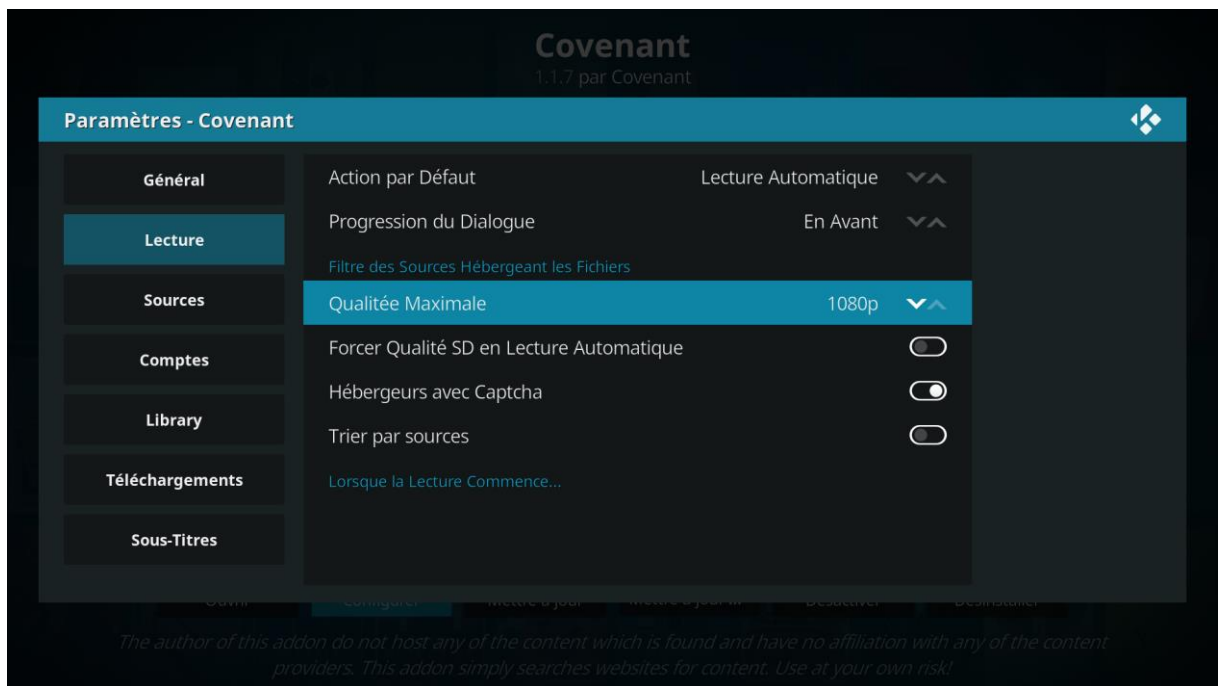 Covenant
1.1.7 par Covenant
Paramètres - Covenant
Général
Lecture
Sources
Comptes
Library
Téléchargements
Sous-Titres
Action par Défaut Lecture Automatique
Progression du Dialogue En Avant
Filtre des Sources Hébergeant les Fichiers
Qualitée Maximale 1080p
Forcer Qualité SD en Lecture Automatique
Hébergeurs avec Captcha
Trier par sources
Lorsque la Lecture Commence...
Ouvrir Configurer Mettre à jour Mettre à jour ... Désactiver Désinstaller
The author of this addon do not host any of the content which is found and have no affiliation with any of the content
providers. This addon simply searches websites for content. Use at your own risk!